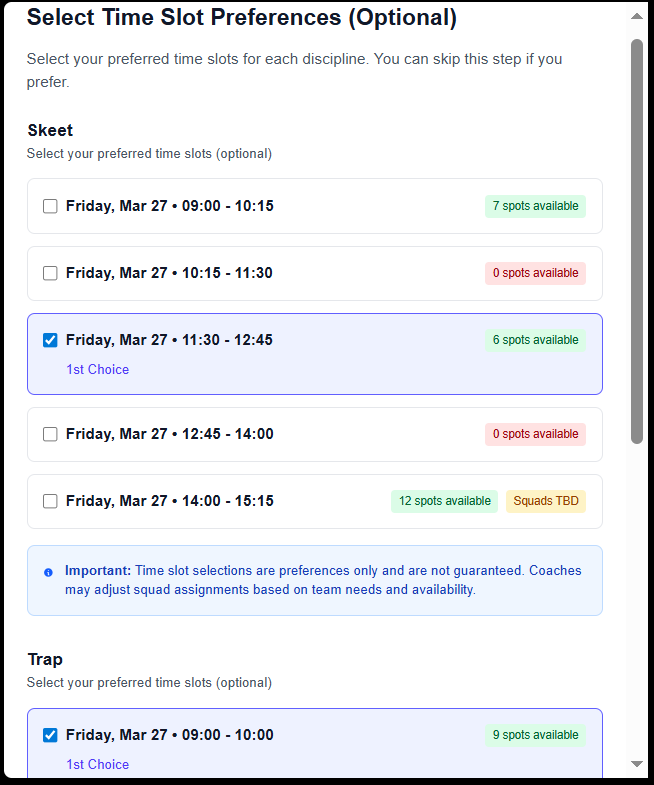 Select Time Slot Preferences (Optional)
Select your preferred time slots for each discipline. You can skip this step if you
prefer.
Skeet
Select your preferred time slots (optional)
Friday, Mar 27 • 09:00 - 10:15
7 spots available
Friday, Mar 27 • 10:15 - 11:30
0 spots available
Friday, Mar 27 • 11:30 - 12:45
6 spots available
1st Choice
Friday, Mar 27 • 12:45 - 14:00
0 spots available
Friday, Mar 27 • 14:00 - 15:15
12 spots available
Squads TBD
Important: Time slot selections are preferences only and are not guaranteed. Coaches
may adjust squad assignments based on team needs and availability.
Trap
Select your preferred time slots (optional)
Friday, Mar 27 • 09:00 - 10:00
9 spots available
1st Choice